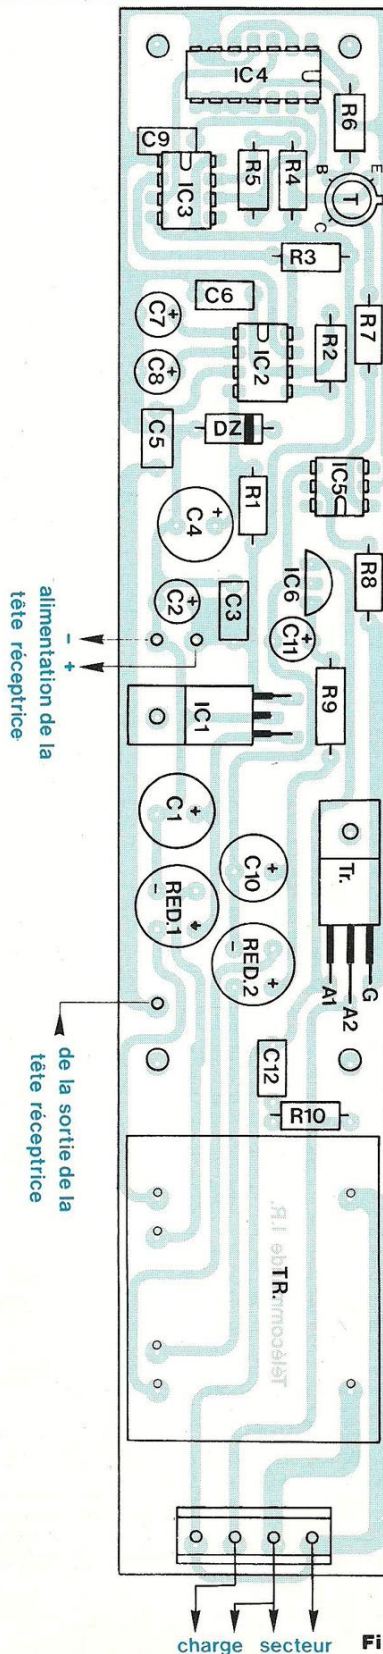 IC4
C9
R6
IC3
R5
R4
B
E
T
C
R3
C6
C7
+
C8
+
IC2
R2
R7
C5
DZ
R1
IC5
C4
+
R8
C2
+
C3
IC6
C11
+
- 
+
alimentation de la
tête réceptrice
IC1
R9
C1
+
C10
+
Tr.
RED.1
-
+
RED.2
-
+
G
A2
A1
de la sortie de la
tête réceptrice
C12
R10
TR.
Télécomm de I.R.
charge
secteur
Fi